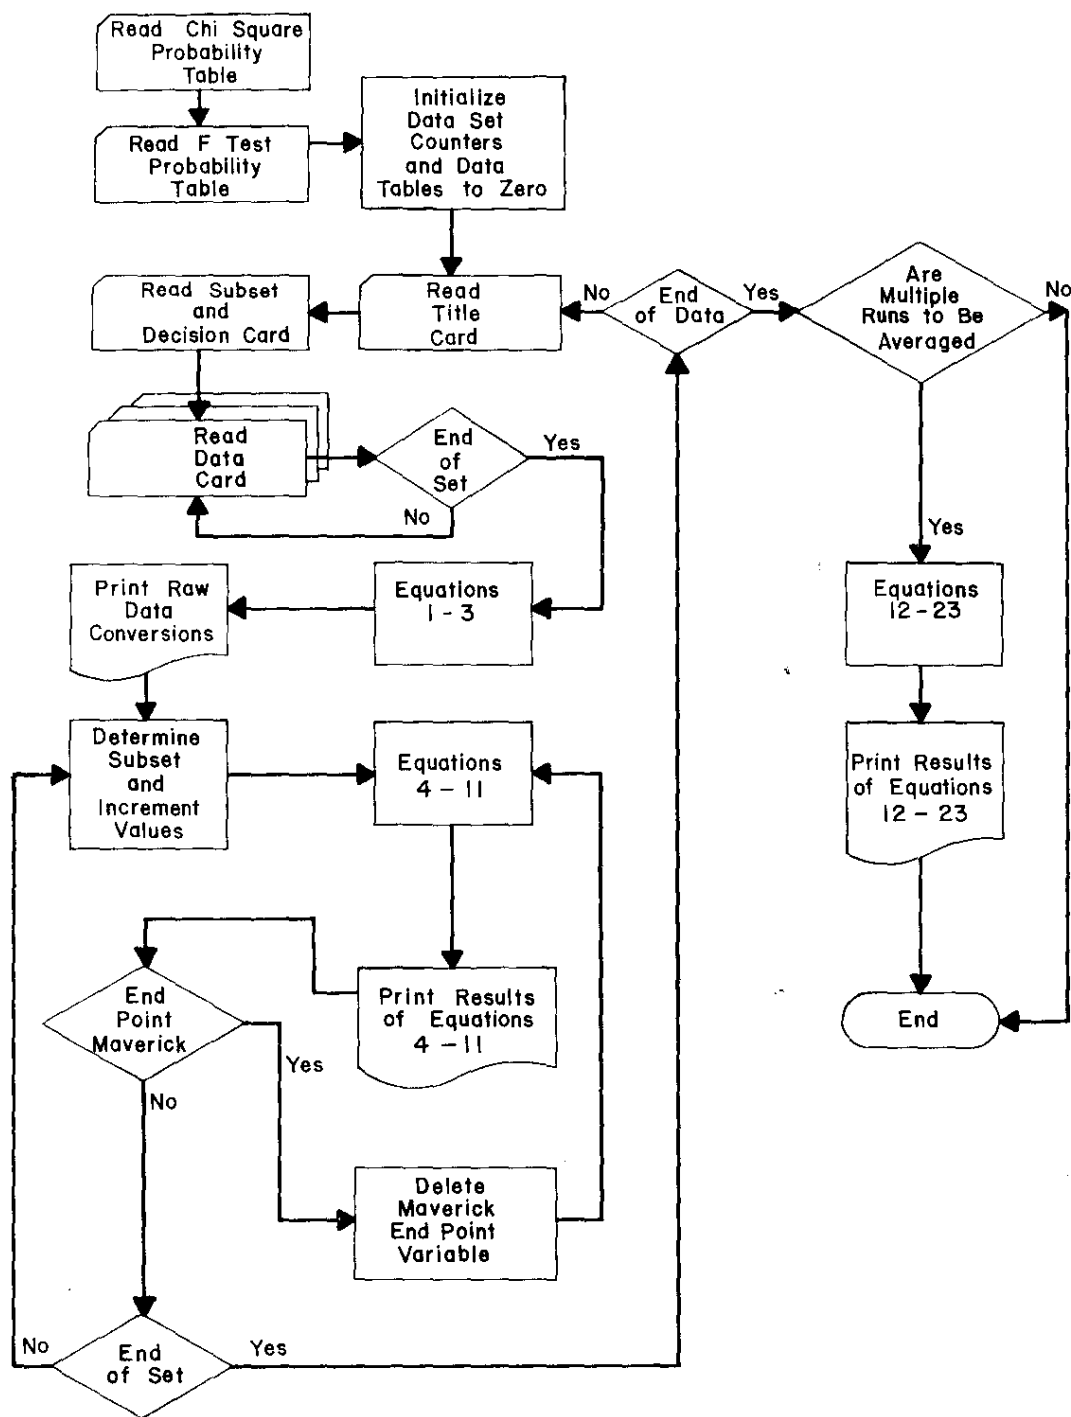 Read Chi Square
Probability
Table
Read F Test
Probability
Table
Initialize
Data Set
Counters
and Data
Tables to Zero
Read Subset
and
Decision Card
Read
Title
Card
No
End
of Data
Yes
Are
Multiple
Runs to Be
Averaged
No
Read
Data
Card
End
of
Set
Yes
No
Yes
Print Raw
Data
Conversions
Equations
1 - 3
Equations
12 - 23
Determine
Subset
and
Increment
Values
Equations
4 - 11
Print Results
of Equations
12 - 23
End
Point
Maverick
Yes
No
Print Results
of Equations
4 - 11
End
Delete
Maverick
End Point
Variable
No
End
of Set
Yes